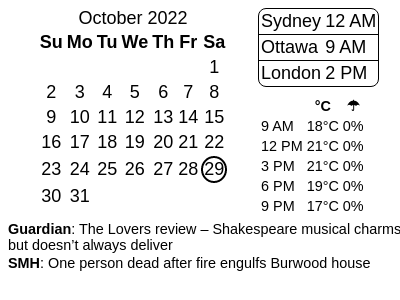 October 2022
Su Mo Tu We Th Fr Sa
1
2 3 4 5 6 7 8
9 10 11 12 13 14 15
16 17 18 19 20 21 22
23 24 25 26 27 28 29
30 31
Sydney 12 AM
Ottawa 9 AM
London 2 PM
°C ☂
9 AM 18°C 0%
12 PM 21°C 0%
3 PM 21°C 0%
6 PM 19°C 0%
9 PM 17°C 0%
Guardian: The Lovers review – Shakespeare musical charms
but doesn’t always deliver
SMH: One person dead after fire engulfs Burwood house